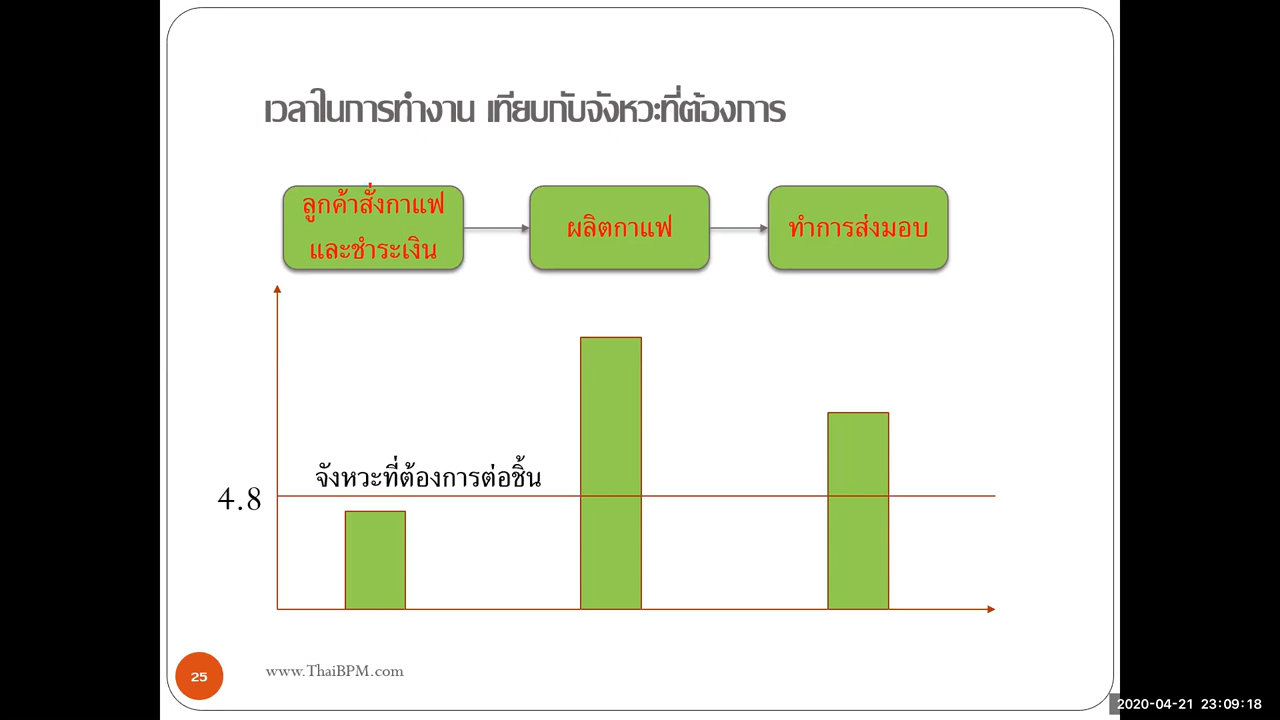 เวลาในการทำงาน เทียบกับจังหวะที่ต้องการ
ลูกค้าสั่งกาแฟ
และชำระเงิน
ผลิตกาแฟ
ทำการส่งมอบ
จังหวะที่ต้องการต่อชิ้น
4.8
25
www.ThaiBPM.com
2020-04-21 23:09:18